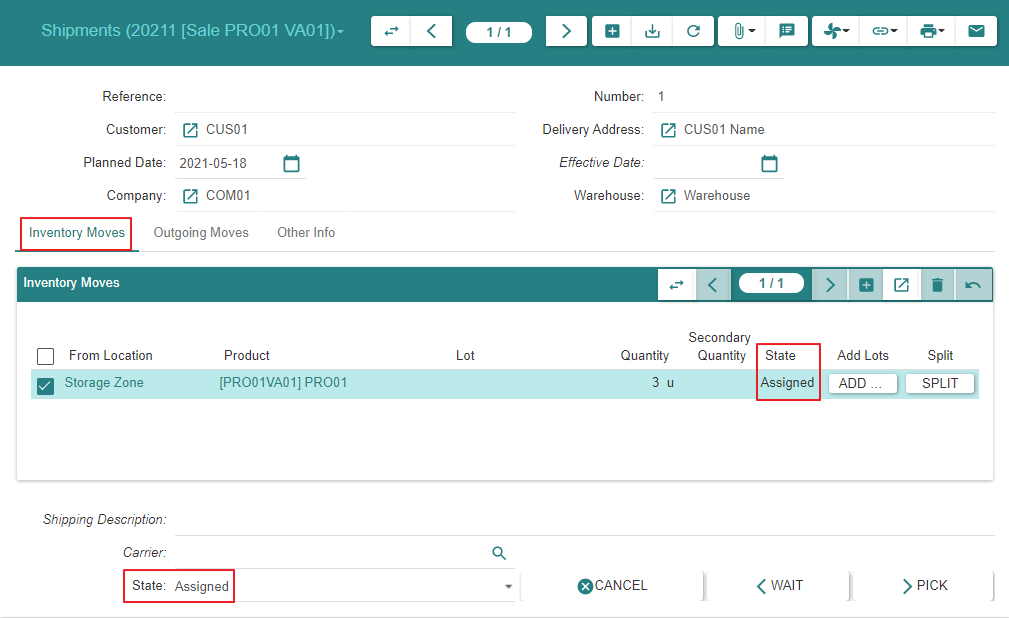 Shipments (20211 [Sale PRO01 VA01])
1 / 1
Reference:
Number: 1
Customer: CUS01
Delivery Address: CUS01 Name
Planned Date: 2021-05-18
Effective Date:
Company: COM01
Warehouse: Warehouse
Inventory Moves Outgoing Moves Other Info
Inventory Moves
1 / 1
From Location Product Lot Quantity Secondary Quantity State Add Lots Split
Storage Zone [PRO01VA01] PRO01 3 u Assigned ADD ... SPLIT
Shipping Description:
Carrier:
State: Assigned CANCEL WAIT PICK